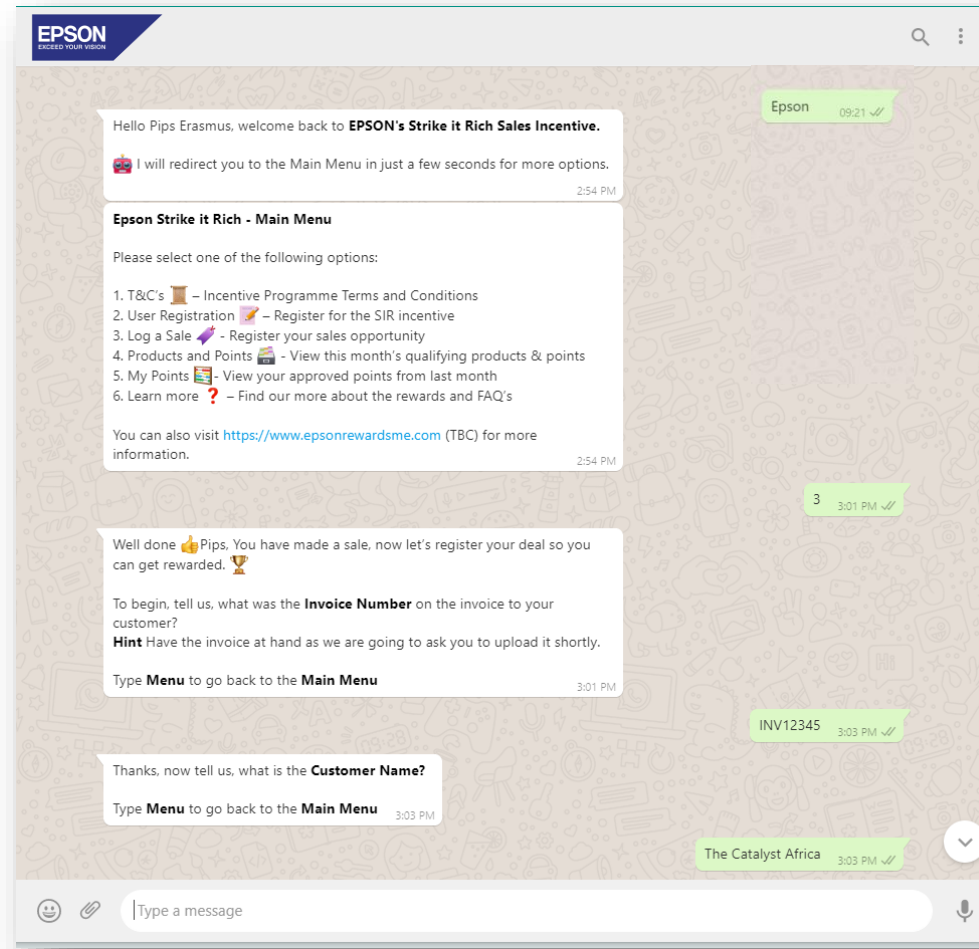 EPSON
EXCEED YOUR VISION
Epson 09:21
Hello Pips Erasmus, welcome back to EPSON's Strike it Rich Sales Incentive.
I will redirect you to the Main Menu in just a few seconds for more options.
2:54 PM
Epson Strike it Rich - Main Menu
Please select one of the following options:
1. T&C's – Incentive Programme Terms and Conditions
2. User Registration – Register for the SIR incentive
3. Log a Sale - Register your sales opportunity
4. Products and Points - View this month's qualifying products & points
5. My Points - View your approved points from last month
6. Learn more ❓ – Find our more about the rewards and FAQ's
You can also visit https://www.epsonrewardsme.com (TBC) for more
information.
2:54 PM
3 3:01 PM
Well done 👍Pips, You have made a sale, now let's register your deal so you
can get rewarded. 🏆
To begin, tell us, what was the Invoice Number on the invoice to your
customer?
Hint Have the invoice at hand as we are going to ask you to upload it shortly.
Type Menu to go back to the Main Menu
3:01 PM
INV12345 3:03 PM
Thanks, now tell us, what is the Customer Name?
Type Menu to go back to the Main Menu 3:03 PM
The Catalyst Africa 3:03 PM
Type a message